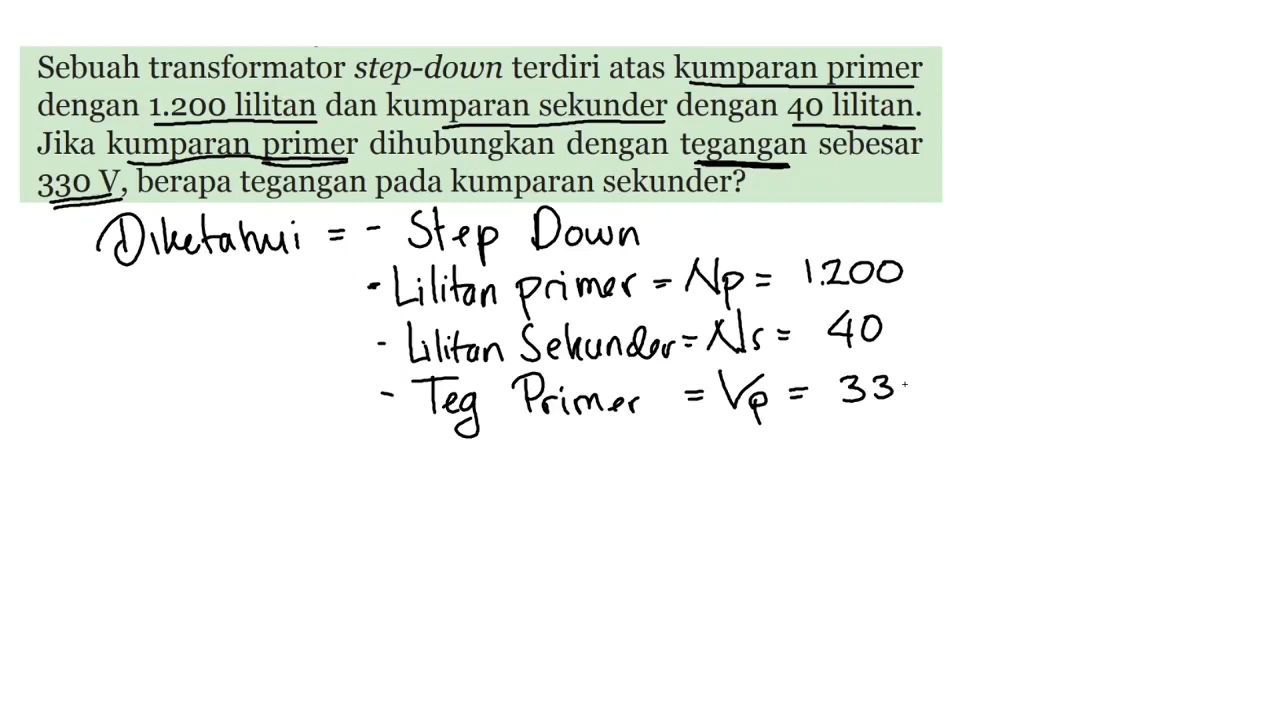 Sebuah transformator step-down terdiri atas kumparan primer
dengan 1.200 lilitan dan kumparan sekunder dengan 40 lilitan.
Jika kumparan primer dihubungkan dengan tegangan sebesar
330 V, berapa tegangan pada kumparan sekunder?
Diketahui = - Step Down
- Lilitan primer = Np = 1.200
- Lilitan Sekunder = Ns = 40
- Teg Primer = Vp = 33